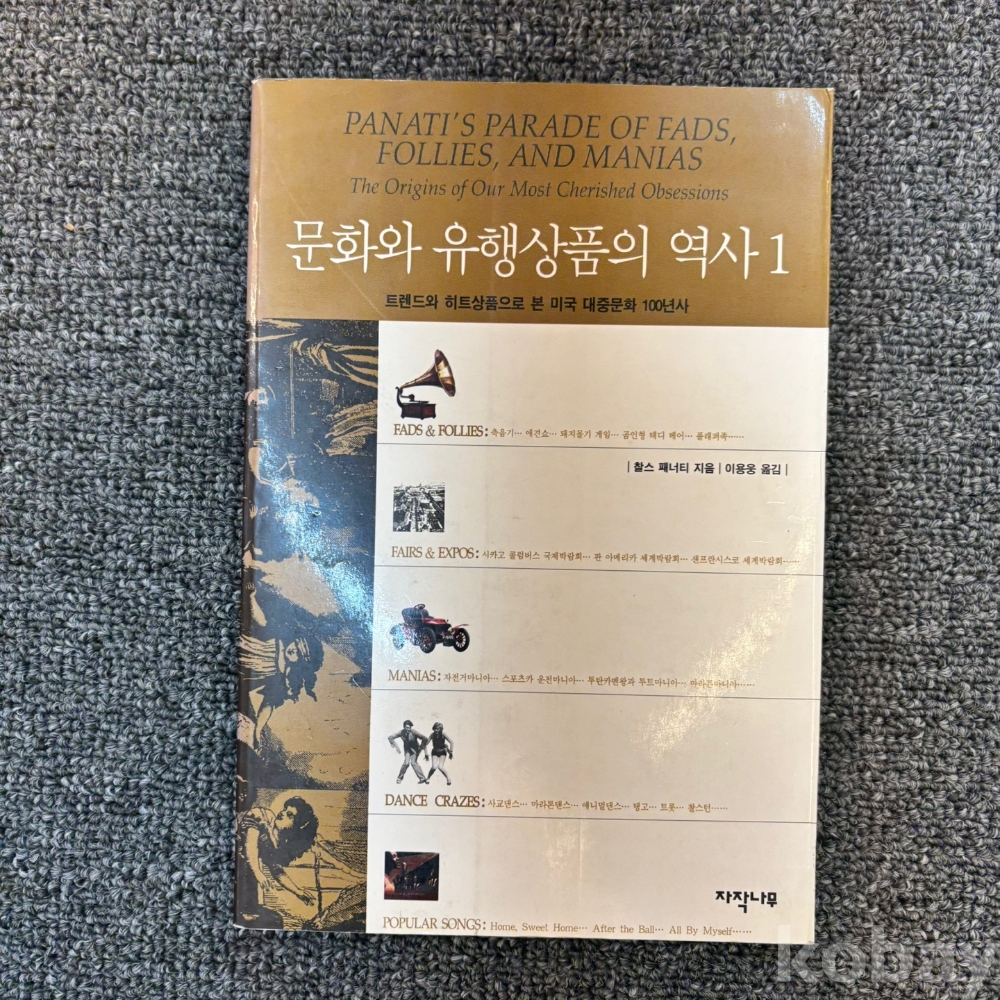 PANATI'S PARADE OF FADS,
FOLLIES, AND MANIAS
The Origins of Our Most Cherished Obsessions
문화와 유행상품의 역사 1
트렌드와 히트상품으로 본 미국 대중문화 100년사
FADS & FOLLIES: 축음기… 애견쇼… 돼지몰기 게임… 곰인형 테디 베어… 플래퍼족……
| 찰스 패너티 지음 | 이용웅 옮김 |
FAIRS & EXPOS: 시카고 콜럼버스 국제박람회… 판 아메리카 세계박람회… 샌프란시스코 세계박람회……
MANIAS: 자전거마니아… 스포츠카 운전마니아… 투탄카멘왕과 투트마니아… 마라톤마니아……
DANCE CRAZES: 사교댄스… 마라톤댄스… 애니멀댄스… 탱고… 트롯… 찰스턴……
자작나무
POPULAR SONGS: Home, Sweet Home… After the Ball… All By Myself……
kobay